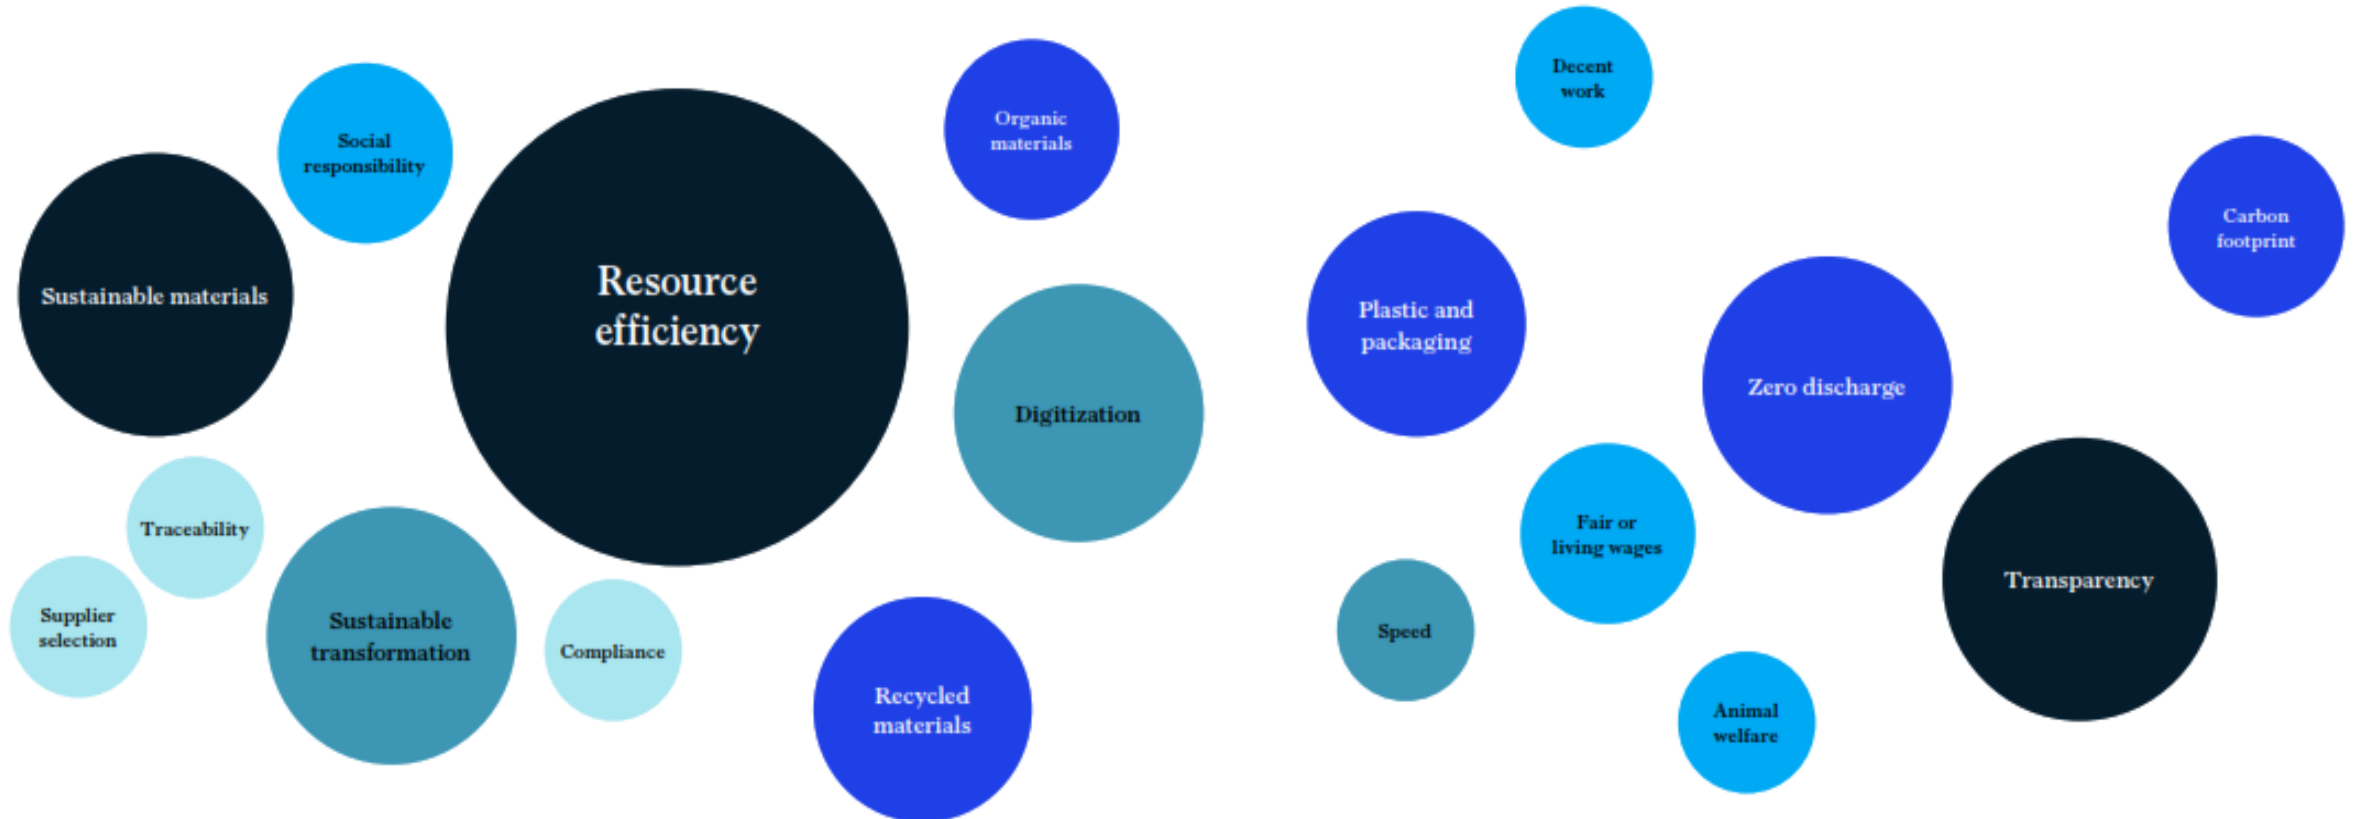 Decent
work
Organic
materials
Social
responsibility
Carbon
footprint
Resource
efficiency
Sustainable materials
Plastic and
packaging
Zero discharge
Digitization
Traceability
Fair or
living wages
Transparency
Supplier
selection
Sustainable
transformation
Compliance
Speed
Recycled
materials
Animal
welfare